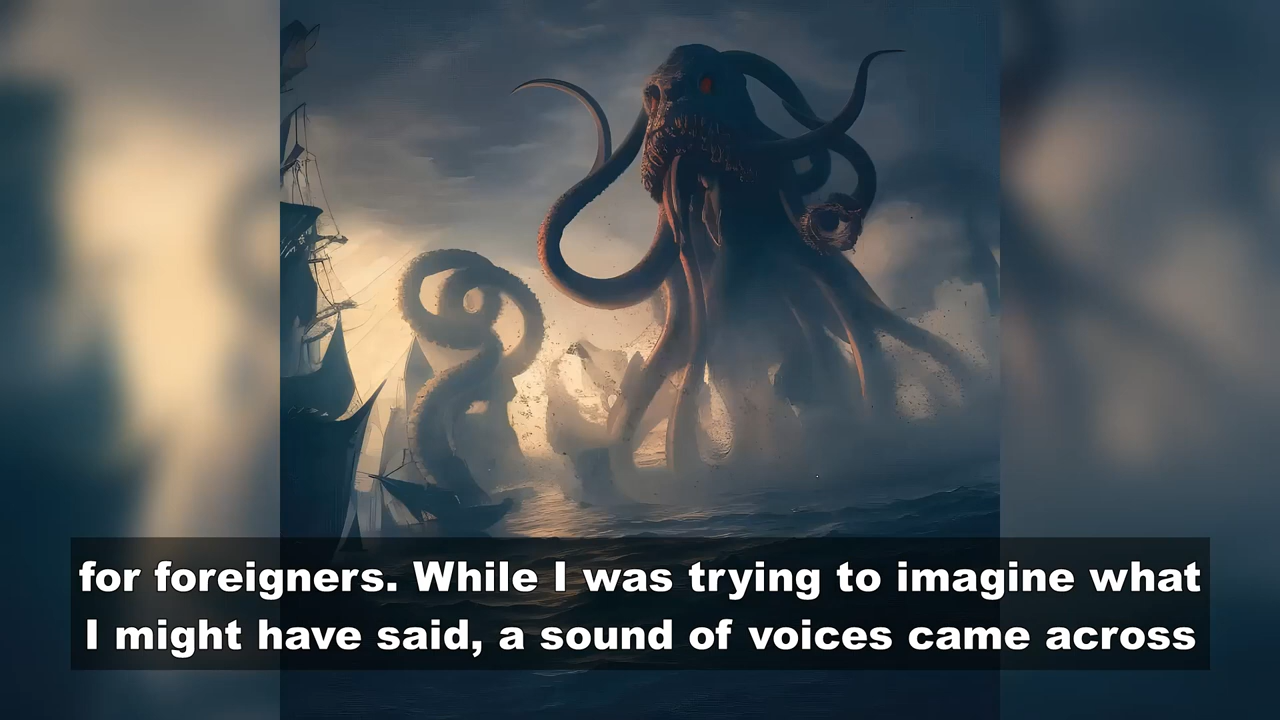 for foreigners. While I was trying to imagine what
I might have said, a sound of voices came across